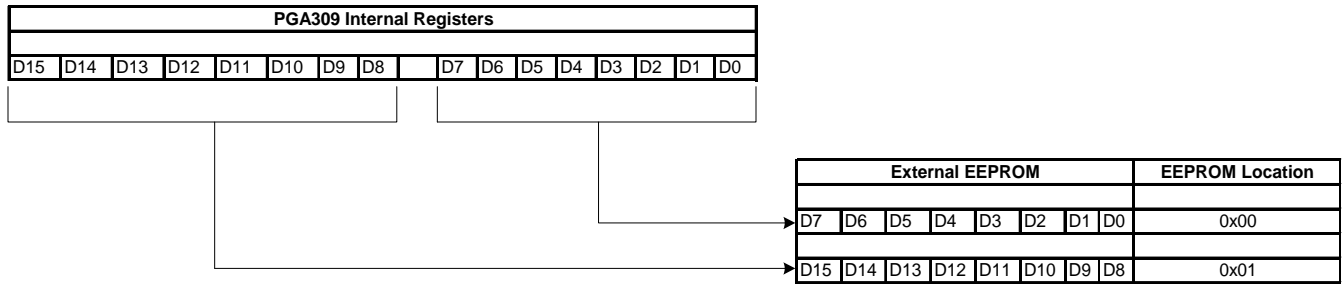 PGA309 Internal Registers
D15 D14 D13 D12 D11 D10 D9 D8 D7 D6 D5 D4 D3 D2 D1 D0
External EEPROM EEPROM Location
D7 D6 D5 D4 D3 D2 D1 D0 0x00
D15 D14 D13 D12 D11 D10 D9 D8 0x01